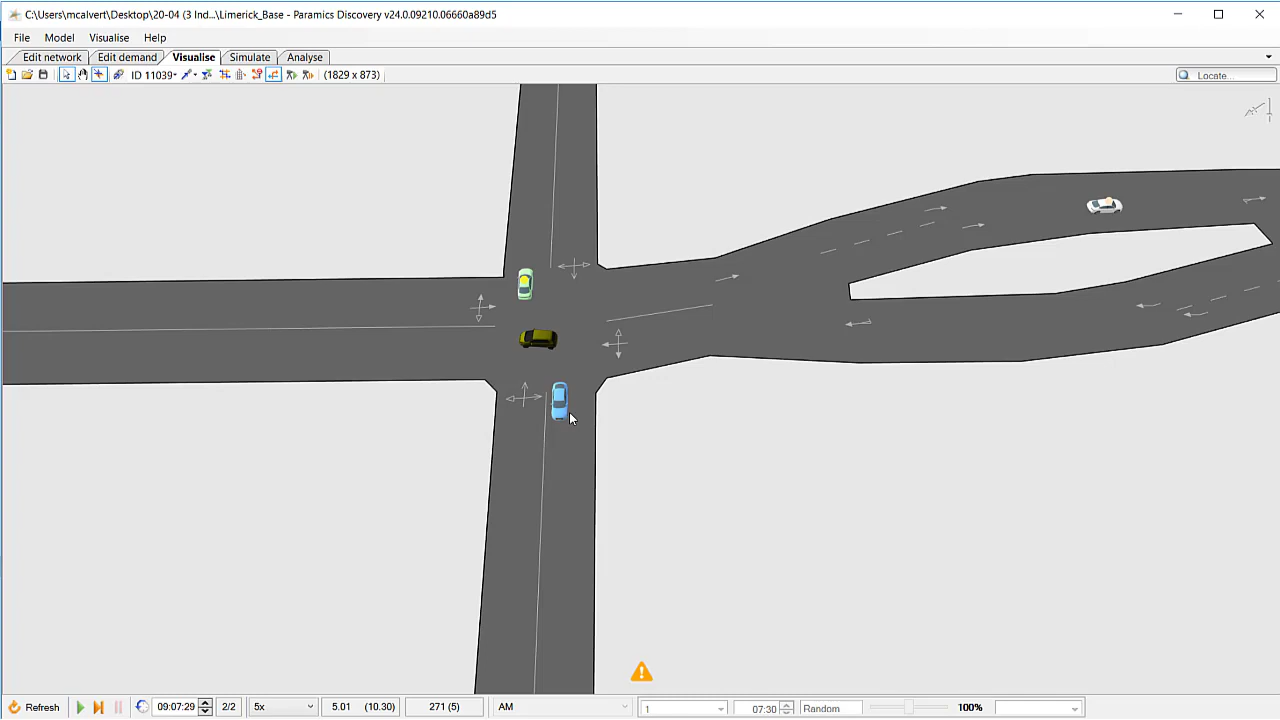 C:\Users\mcalvert\Desktop\20-04 (3 Ind...\Limerick_Base - Paramics Discovery v24.0.09210.06660a89d5
File Model Visualise Help
Edit network Edit demand Visualise Simulate Analyse
ID 11039 (1829 x 873) Locate...
Refresh 09:07:29 2/2 5x 5.01 (10.30) 271 (5) AM 1 07:30 Random 100%